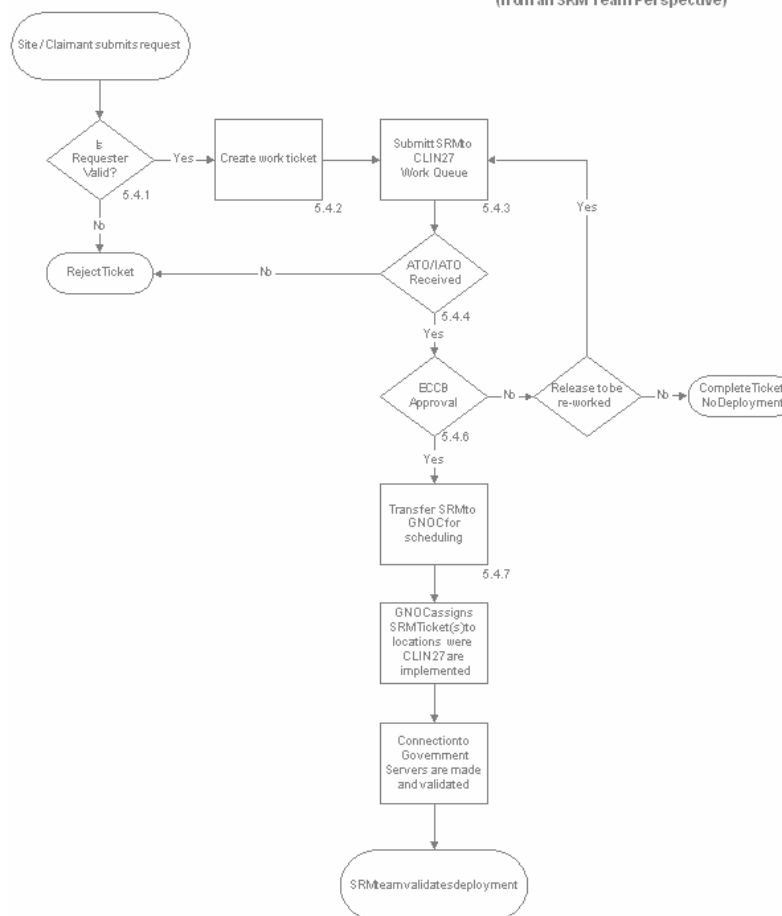 (from an SRM Team Perspective)
Site / Claimant submits request
Is
Requester
Valid?
Yes
Create work ticket
Submitt SRM to
CLIN27
Work Queue
Yes
5.4.1
5.4.2
5.4.3
No
Reject Ticket
No
ATO/IATO
Received
5.4.4
Yes
ECCB
Approval
No
Release to be
re-worked
No
Complete Ticket
No Deployment
5.4.6
Yes
Transfer SRM to
GNOC for
scheduling
5.4.7
GNOC assigns
SRM Ticket(s) to
locations were
CLIN27 are
implemented
Connection to
Government
Servers are made
and validated
SRM team validates deployment